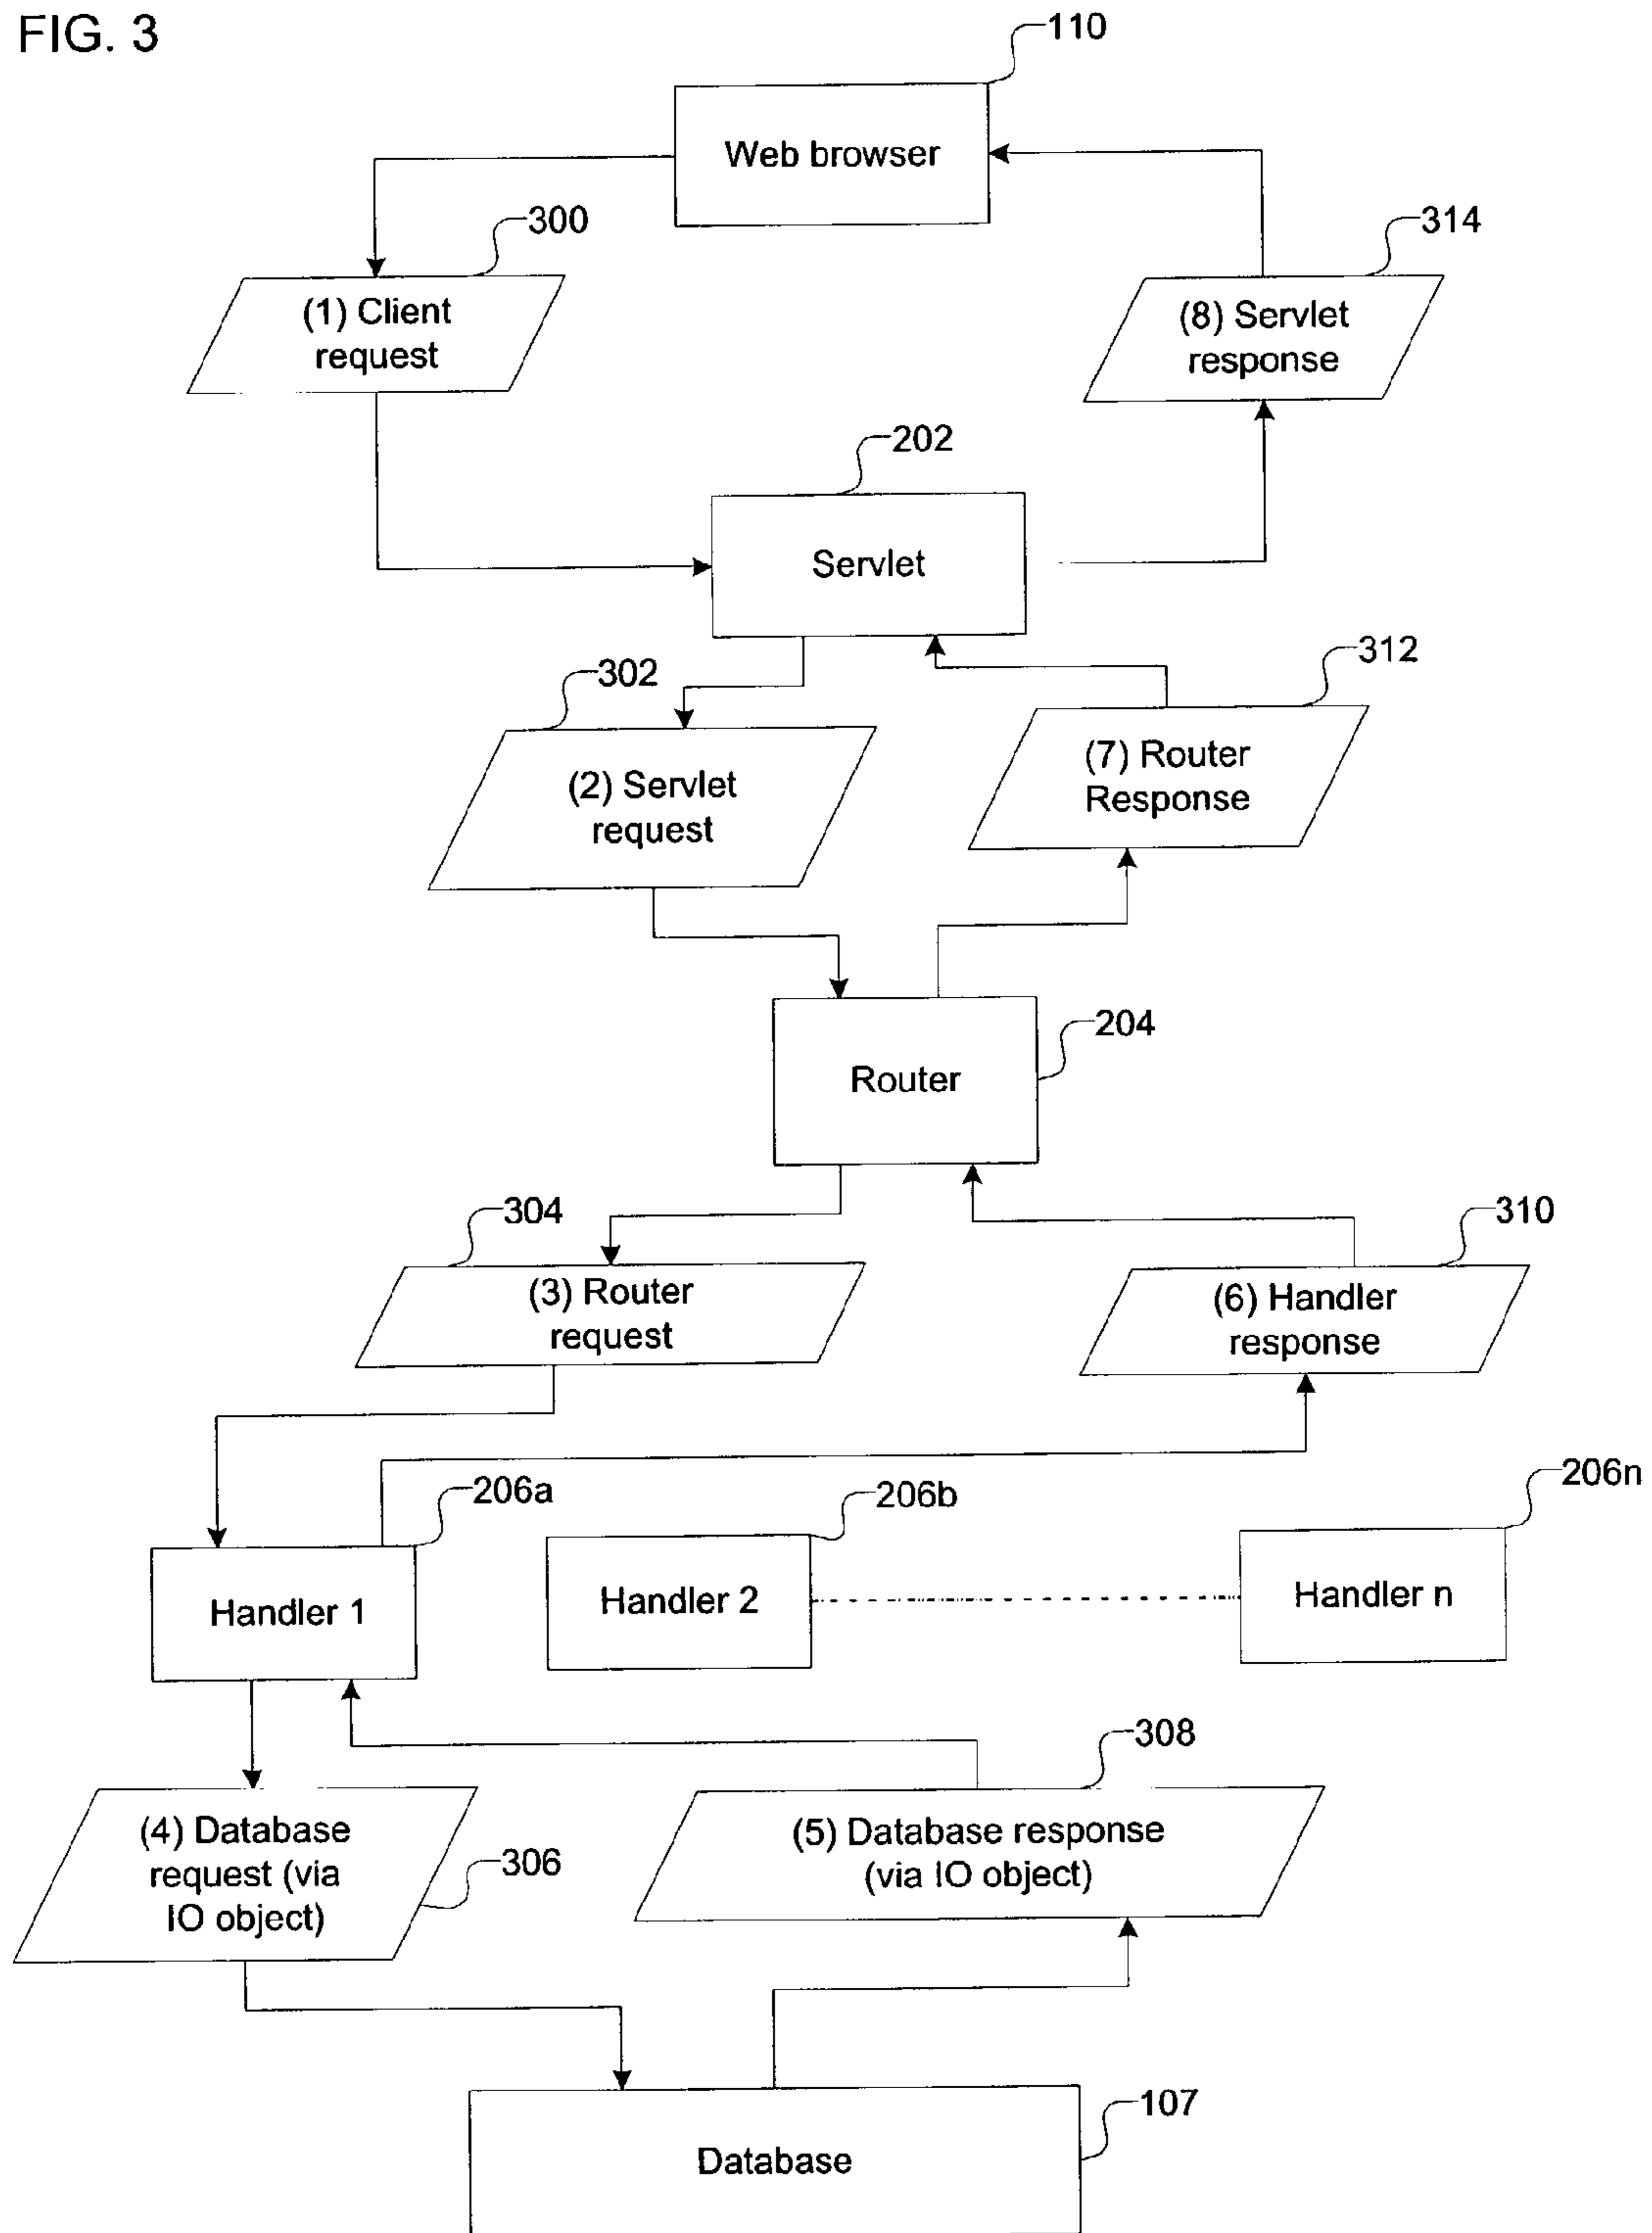 FIG. 3
110
Web browser
300
314
(1) Client
request
(8) Servlet
response
202
Servlet
302
312
(2) Servlet
request
(7) Router
Response
204
Router
304
310
(3) Router
request
(6) Handler
response
206a
206b
206n
Handler 1
Handler 2
Handler n
308
(4) Database
request (via
IO object)
306
(5) Database response
(via IO object)
107
Database